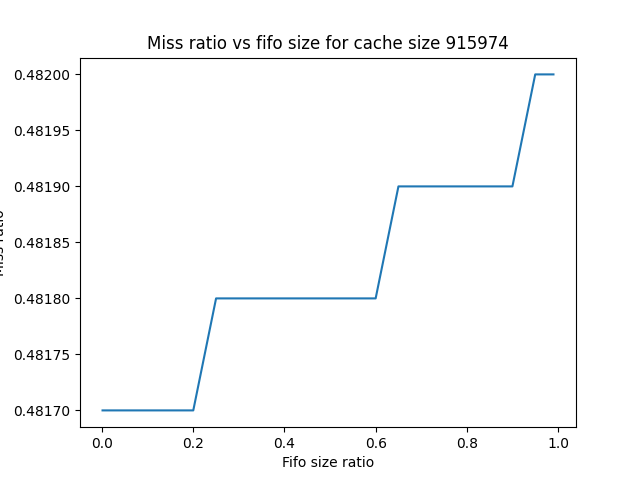 Miss ratio vs fifo size for cache size 915974
0.48200
0.48195
0.48190
0.48185
0.48180
0.48175
0.48170
Miss ratio
0.0 0.2 0.4 0.6 0.8 1.0
Fifo size ratio